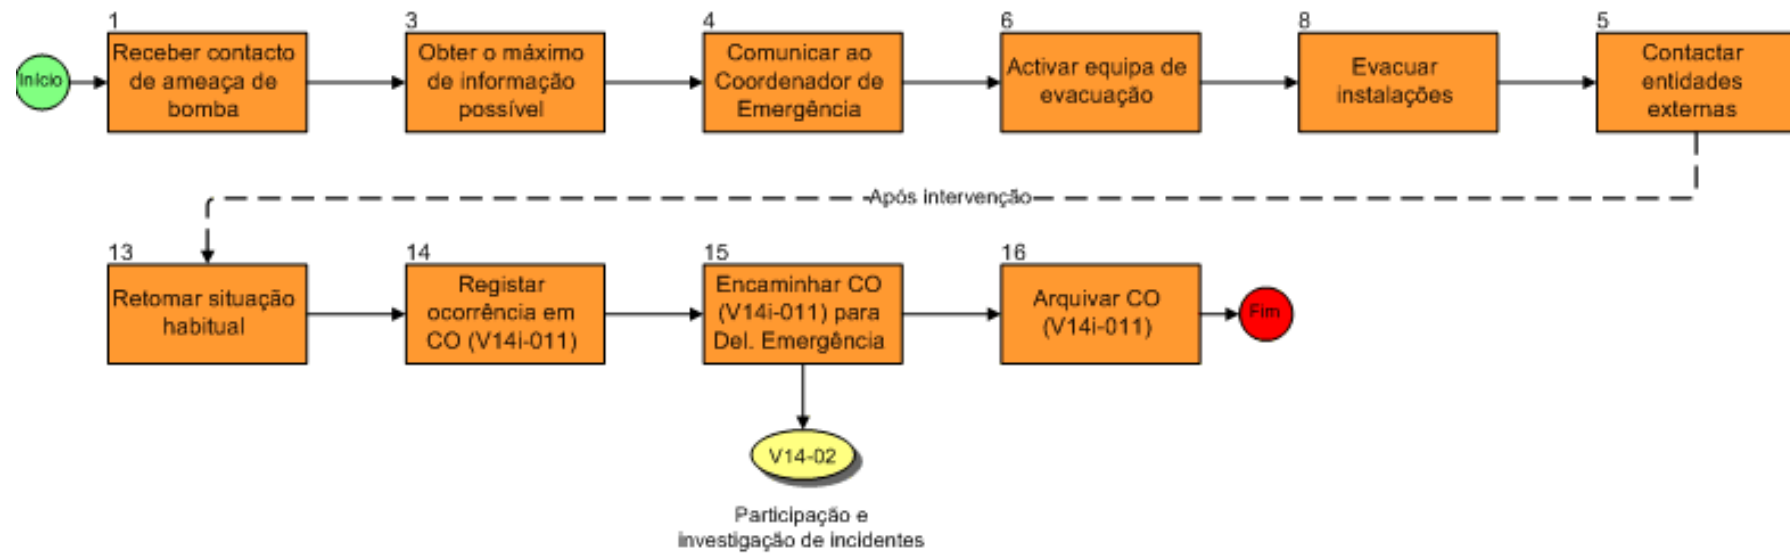 Início
1
Receber contacto
de ameaça de
bomba
3
Obter o máximo
de informação
possível
4
Comunicar ao
Coordenador de
Emergência
6
Activar equipa de
evacuação
8
Evacuar
instalações
5
Contactar
entidades
externas
Após intervenção
13
Retomar situação
habitual
14
Registar
ocorrência em
CO (V14i-011)
15
Encaminhar CO
(V14i-011) para
Del. Emergência
16
Arquivar CO
(V14i-011)
Fim
V14-02
Participação e
investigação de incidentes